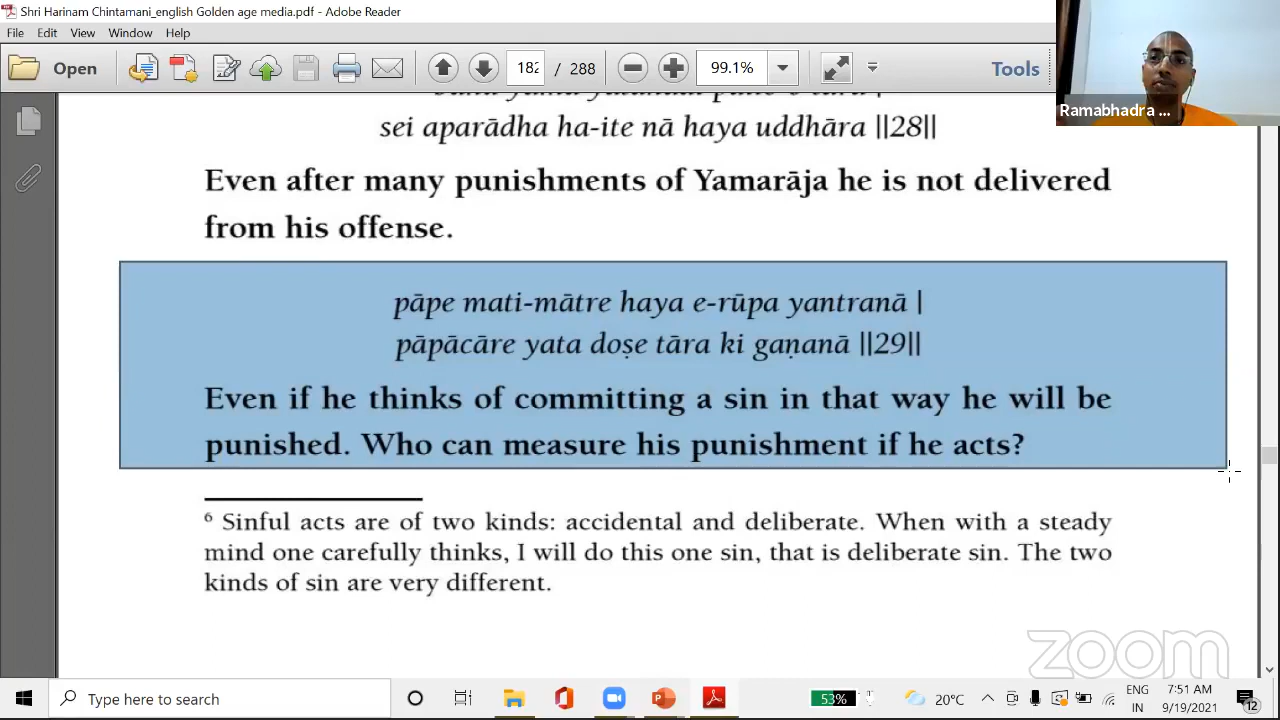 Shri Harinam Chintamani_english Golden age media.pdf - Adobe Reader
File Edit View Window Help
Open 182 / 288 99.1% Tools
Ramabhadra ...
sei aparādha ha-ite nā haya uddhāra ||28||
Even after many punishments of Yamarāja he is not delivered
from his offense.
pāpe mati-mātre haya e-rūpa yantranā |
pāpācāre yata doṣe tāra ki gaṇanā ||29||
Even if he thinks of committing a sin in that way he will be
punished. Who can measure his punishment if he acts?
⁶ Sinful acts are of two kinds: accidental and deliberate. When with a steady
mind one carefully thinks, I will do this one sin, that is deliberate sin. The two
kinds of sin are very different.
zoom
Type here to search 53% 20°C ENG 7:51 AM
IN 9/19/2021 12